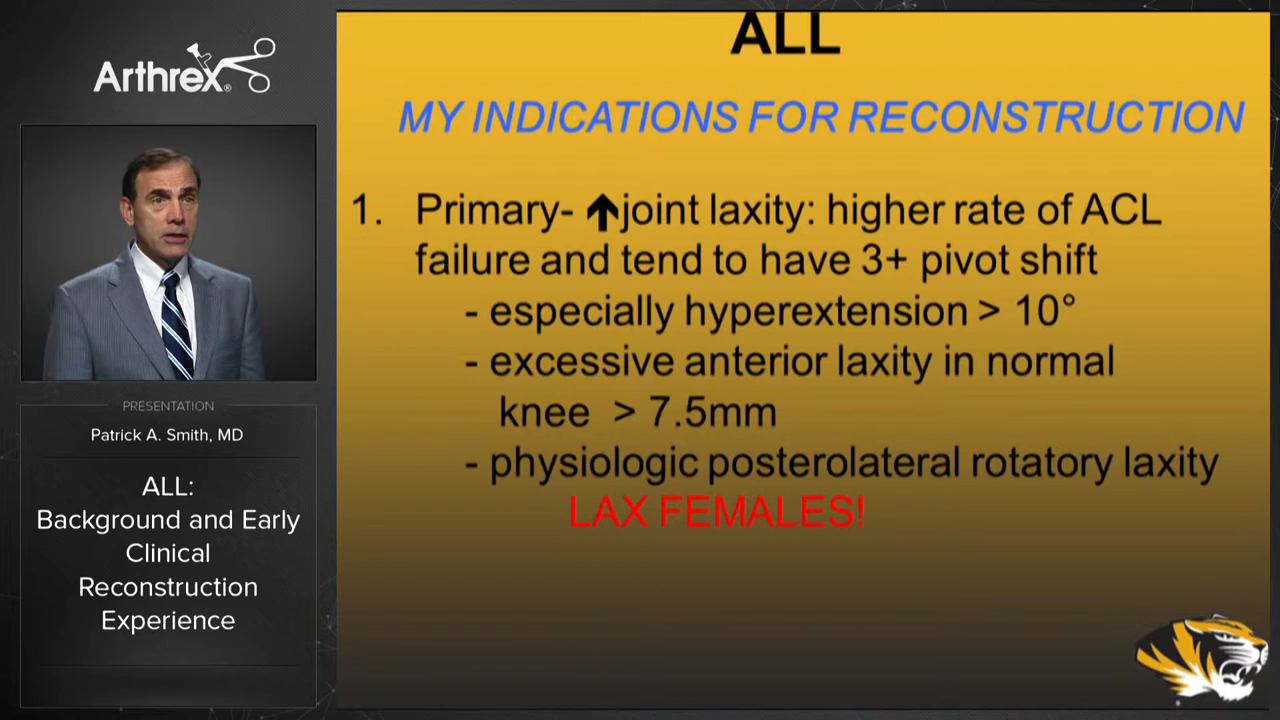 Arthrex®
PRESENTATION
Patrick A. Smith, MD
ALL:
Background and Early
Clinical
Reconstruction
Experience
ALL
MY INDICATIONS FOR RECONSTRUCTION
1. Primary- ↑joint laxity: higher rate of ACL
failure and tend to have 3+ pivot shift
- especially hyperextension > 10°
- excessive anterior laxity in normal
knee > 7.5mm
- physiologic posterolateral rotatory laxity
LAX FEMALES!